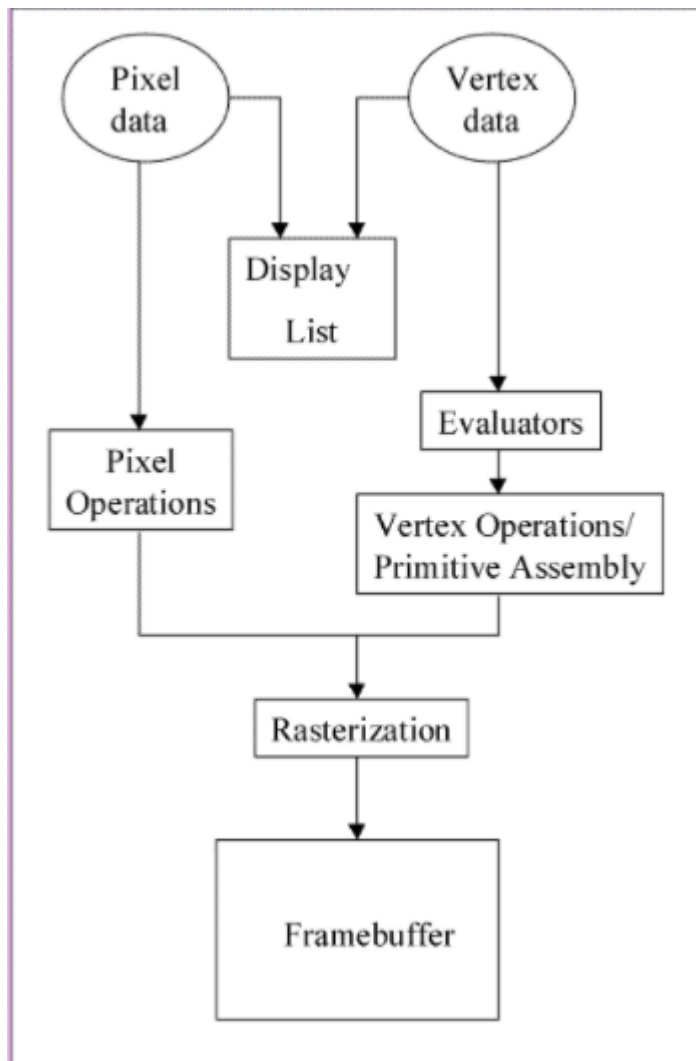 Pixel
data
Vertex
data
Display
List
Evaluators
Pixel
Operations
Vertex Operations/
Primitive Assembly
Rasterization
Framebuffer